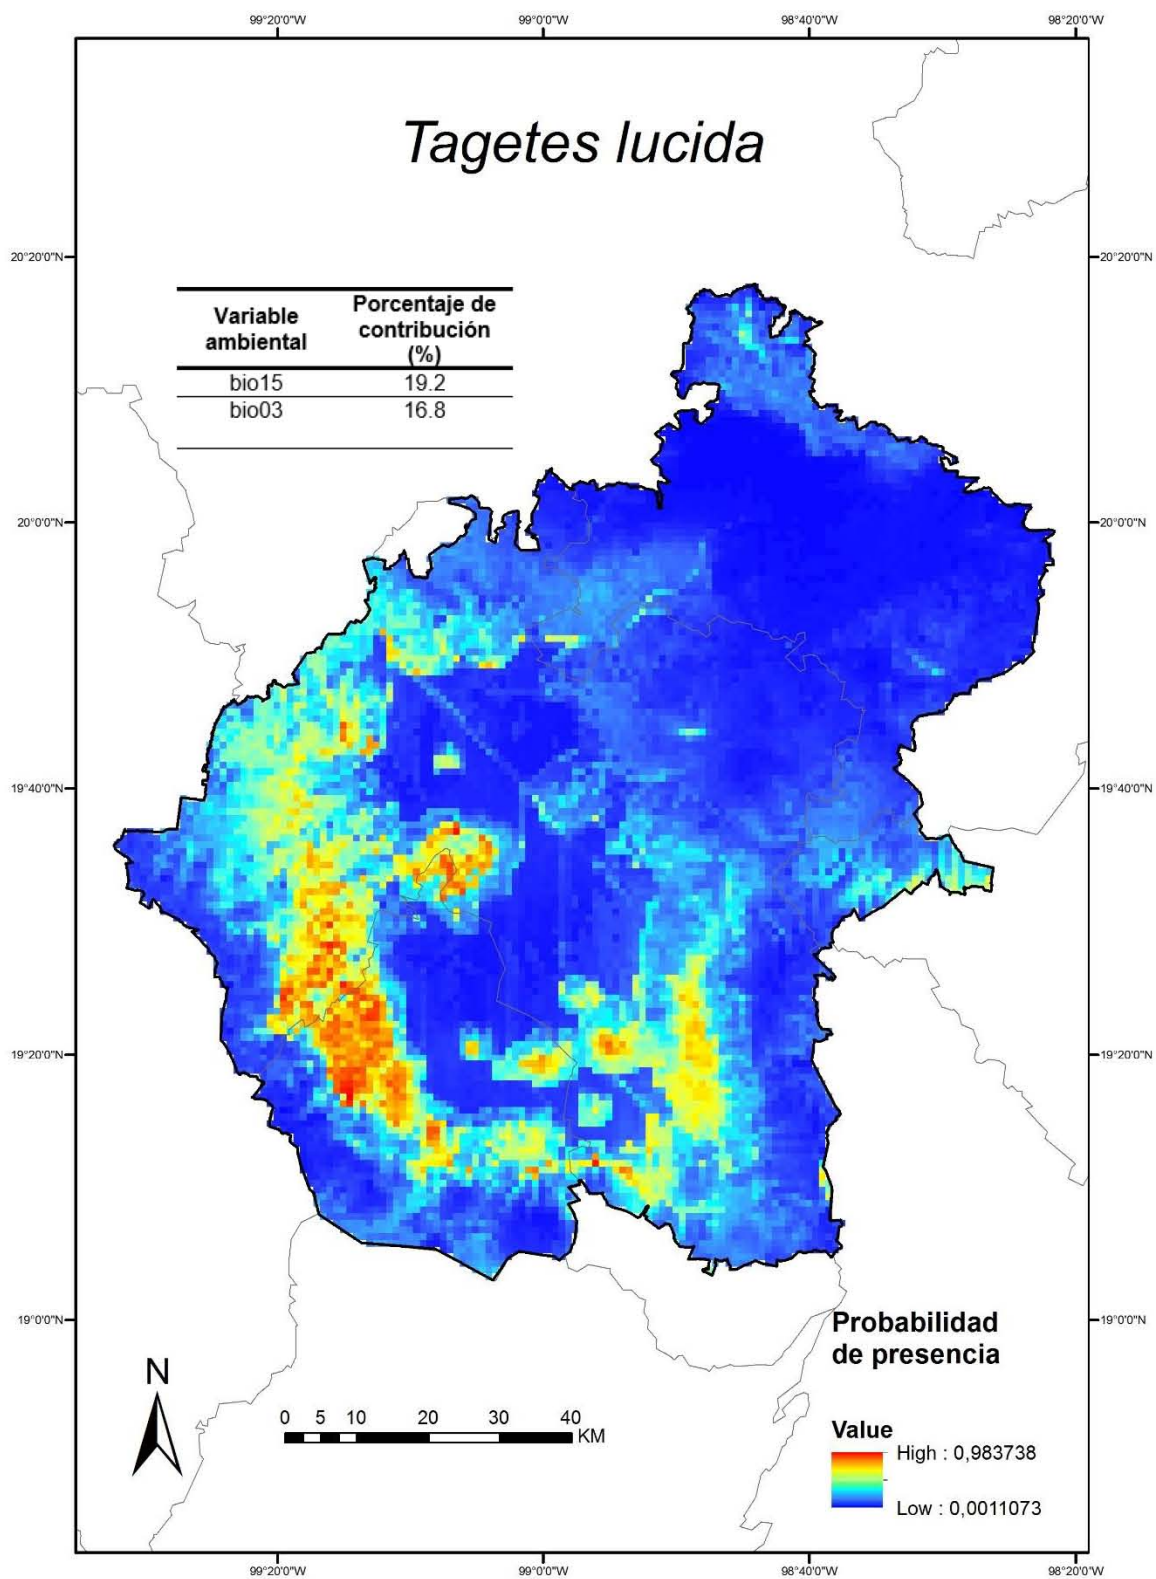 99°20'0"W 99°0'0"W 98°40'0"W 98°20'0"W
Tagetes lucida
20°20'0"N 20°20'0"N
Variable ambiental Porcentaje de contribución (%)
bio15 19.2
bio03 16.8
20°0'0"N 20°0'0"N
19°40'0"N 19°40'0"N
19°20'0"N 19°20'0"N
19°0'0"N 19°0'0"N
Probabilidad
de presencia
N
0 5 10 20 30 40
KM
Value
High : 0,983738
Low : 0,0011073
99°20'0"W 99°0'0"W 98°40'0"W 98°20'0"W